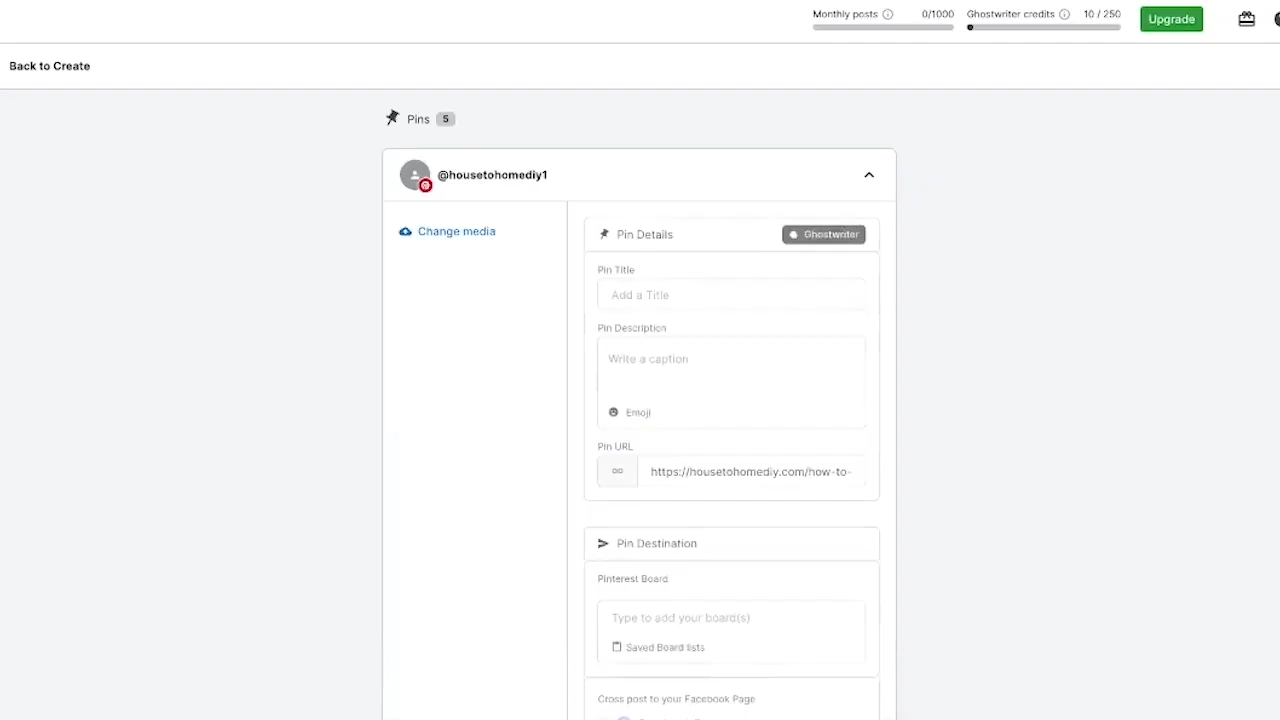 Monthly posts 0/1000 Ghostwriter credits 10 / 250 Upgrade
Back to Create
Pins 5
@housetohomediy1
Change media
Pin Details Ghostwriter
Pin Title
Add a Title
Pin Description
Write a caption
Emoji
Pin URL
https://housetohomediy.com/how-to-
Pin Destination
Pinterest Board
Type to add your board(s)
Saved Board lists
Cross post to your Facebook Page